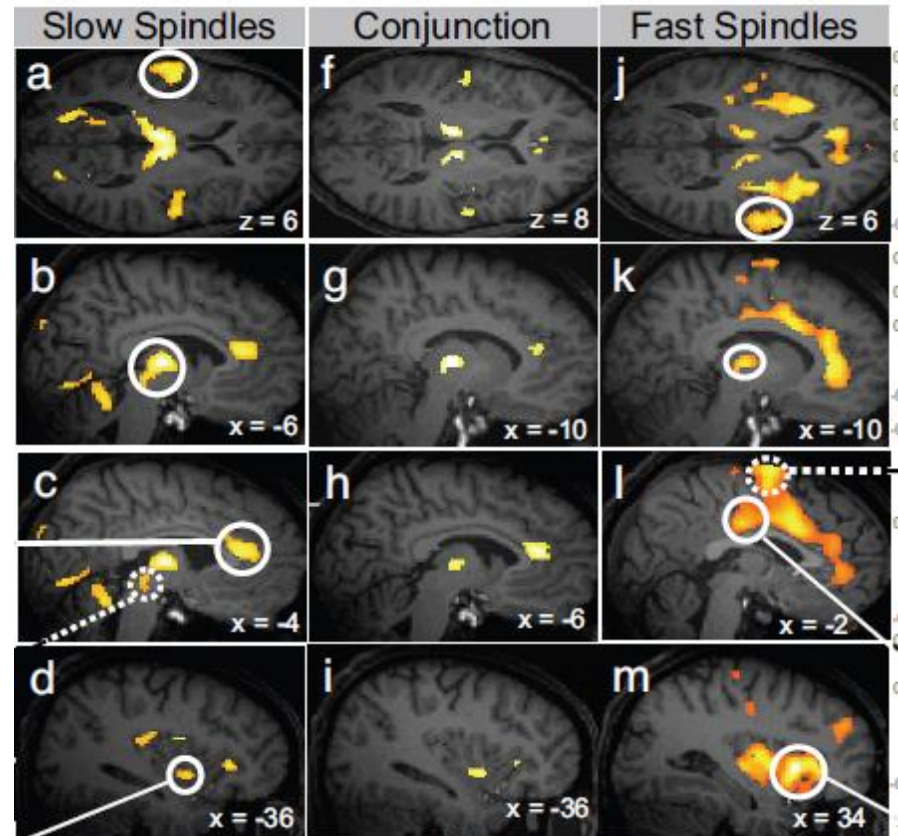 Slow Spindles Conjunction Fast Spindles
a f j
z = 6 z = 8 z = 6
b g k
x = -6 x = -10 x = -10
c h l
x = -4 x = -6 x = -2
d i m
x = -36 x = -36 x = 34